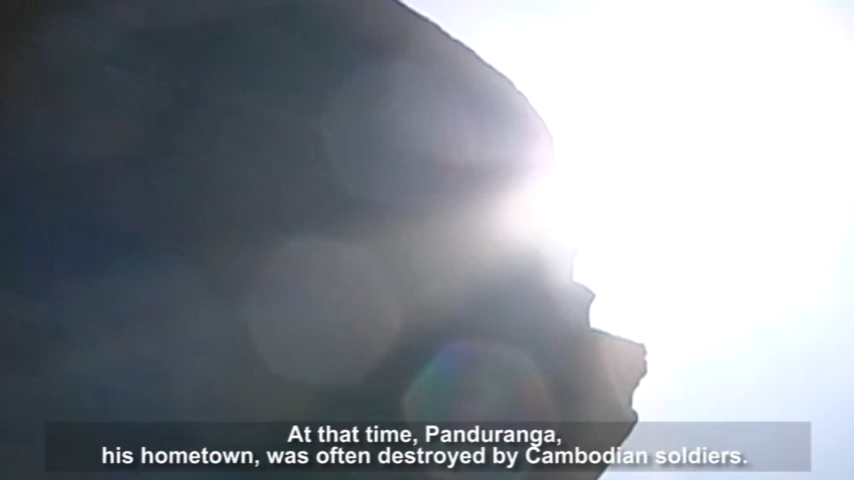 At that time, Panduranga,
his hometown, was often destroyed by Cambodian soldiers.